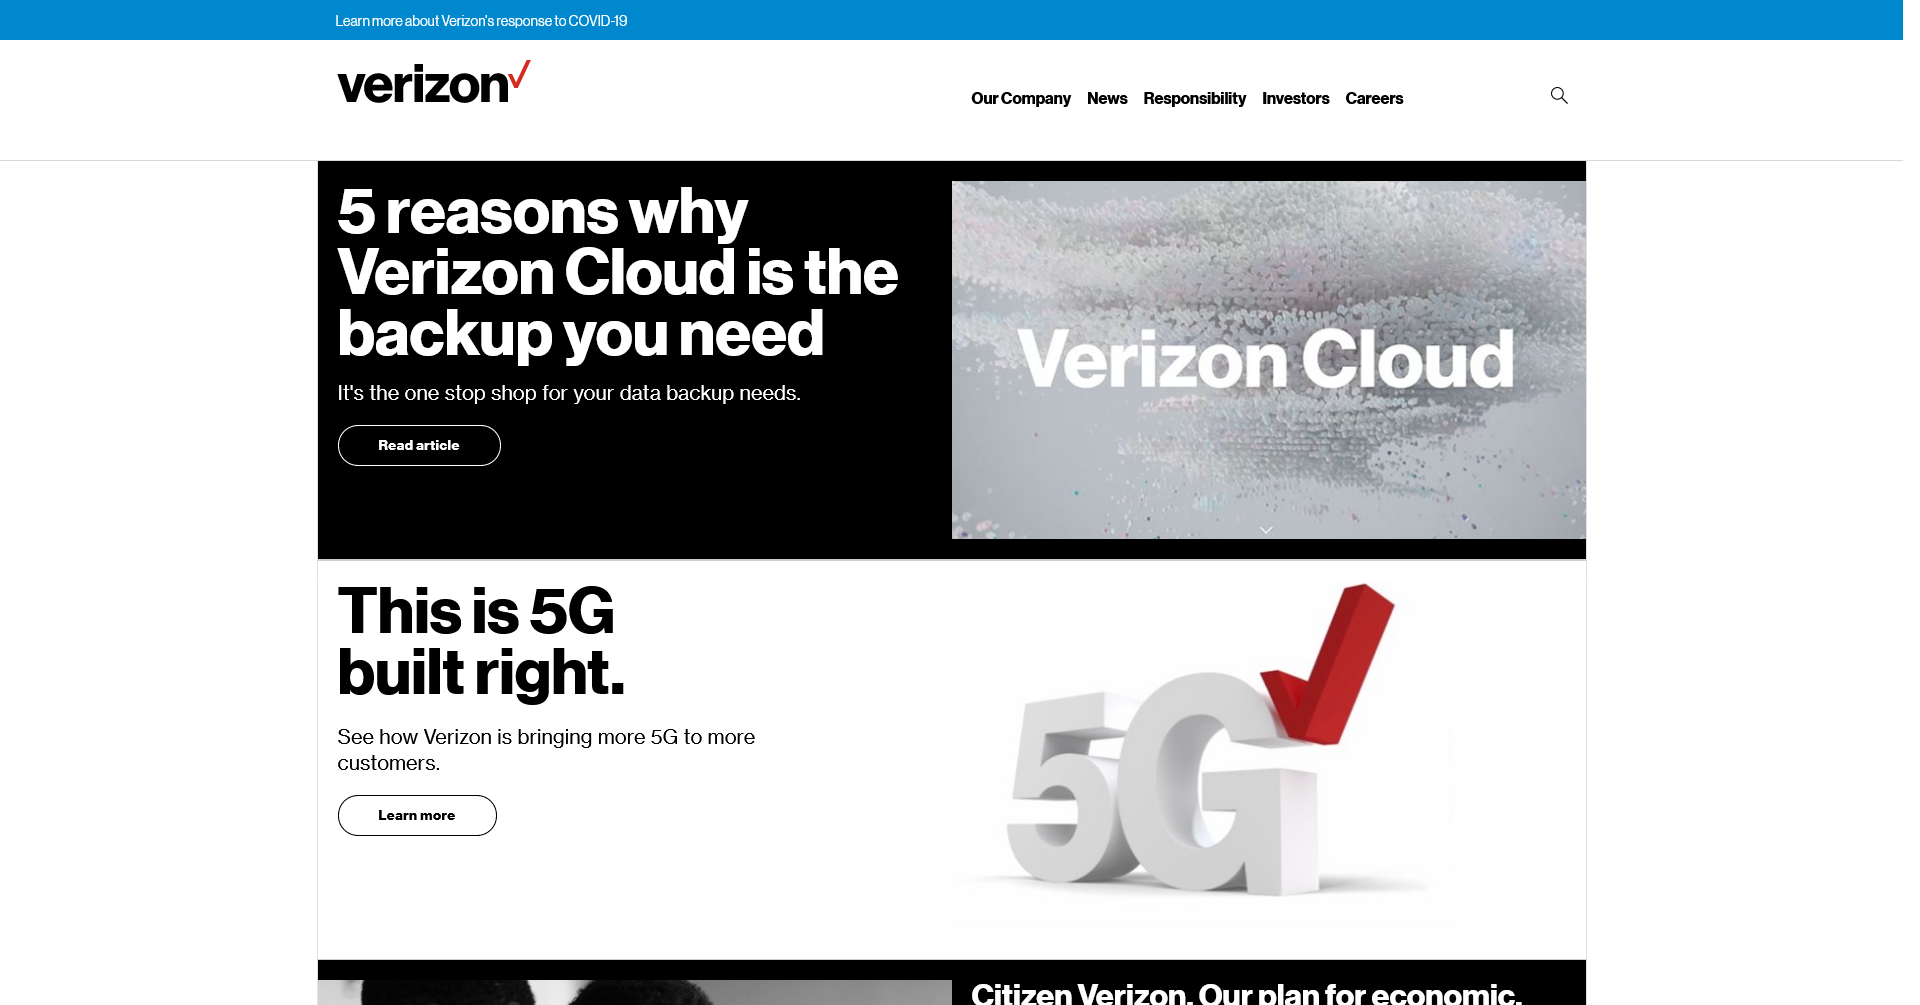 Learn more about Verizon's response to COVID-19
verizon
Our Company News Responsibility Investors Careers
5 reasons why
Verizon Cloud is the
backup you need
It's the one stop shop for your data backup needs.
Read article
Verizon Cloud
This is 5G
built right.
See how Verizon is bringing more 5G to more
customers.
Learn more
5G
Citizen Verizon. Our plan for economic,